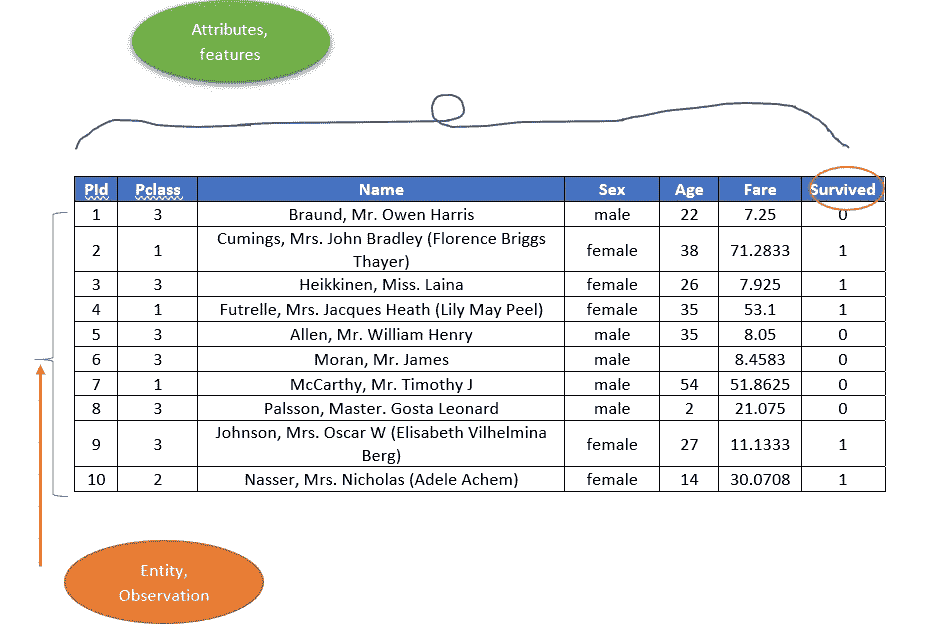 Attributes,
features
PId Pclass Name Sex Age Fare Survived
1 3 Braund, Mr. Owen Harris male 22 7.25 0
2 1 Cumings, Mrs. John Bradley (Florence Briggs
Thayer) female 38 71.2833 1
3 3 Heikkinen, Miss. Laina female 26 7.925 1
4 1 Futrelle, Mrs. Jacques Heath (Lily May Peel) female 35 53.1 1
5 3 Allen, Mr. William Henry male 35 8.05 0
6 3 Moran, Mr. James male 8.4583 0
7 1 McCarthy, Mr. Timothy J male 54 51.8625 0
8 3 Palsson, Master. Gosta Leonard male 2 21.075 0
9 3 Johnson, Mrs. Oscar W (Elisabeth Vilhelmina
Berg) female 27 11.1333 1
10 2 Nasser, Mrs. Nicholas (Adele Achem) female 14 30.0708 1
Entity,
Observation